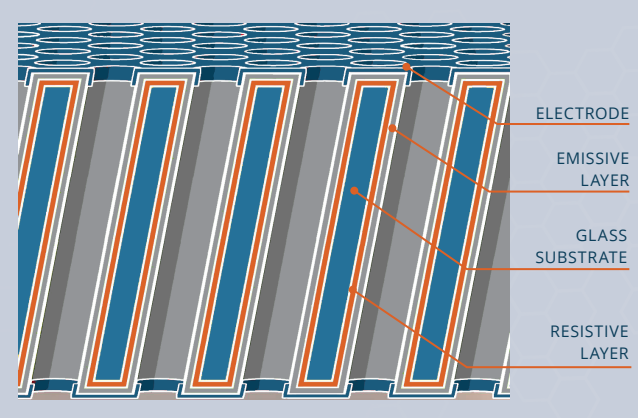 ELECTRODE
EMISSIVE
LAYER
GLASS
SUBSTRATE
RESISTIVE
LAYER